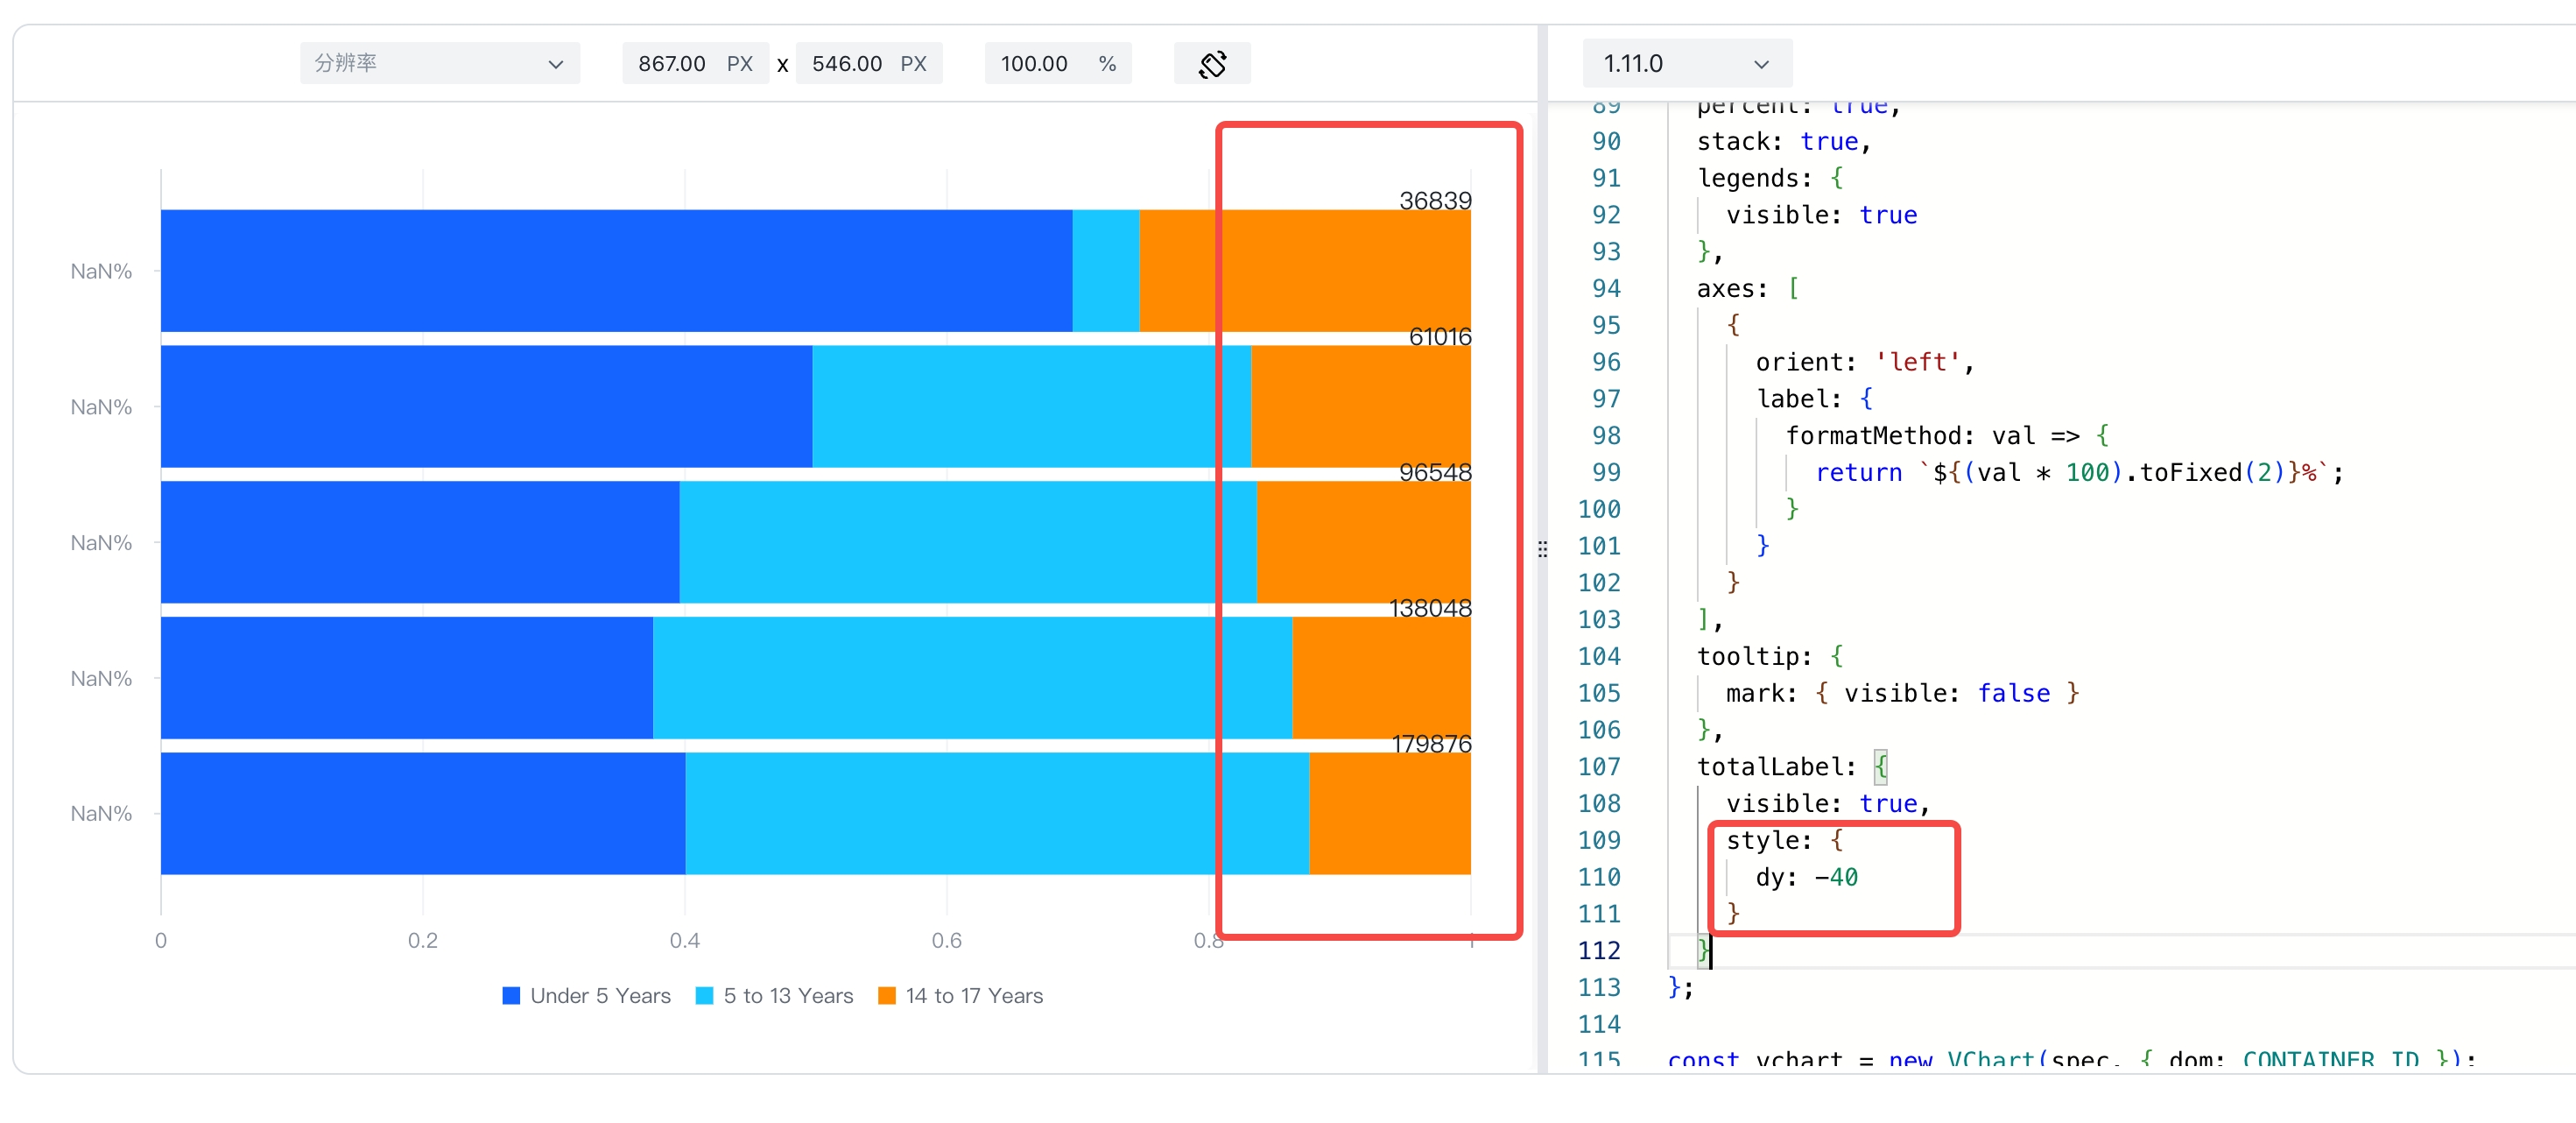 分辨率 867.00 PX x 546.00 PX 100.00 %
36839
NaN%
61016
NaN%
96548
NaN%
138048
NaN%
179876
NaN%
0 0.2 0.4 0.6 0.8 1
Under 5 Years 5 to 13 Years 14 to 17 Years
1.11.0
89 percent: true,
90 stack: true,
91 legends: {
92 visible: true
93 },
94 axes: [
95 {
96 orient: 'left',
97 label: {
98 formatMethod: val => {
99 return `${(val * 100).toFixed(2)}%`;
100 }
101 }
102 }
103 ],
104 tooltip: {
105 mark: { visible: false }
106 },
107 totalLabel: {
108 visible: true,
109 style: {
110 dy: -40
111 }
112 }
113 };
114
115 const vchart = new VChart(spec, { dom: CONTAINER_ID });